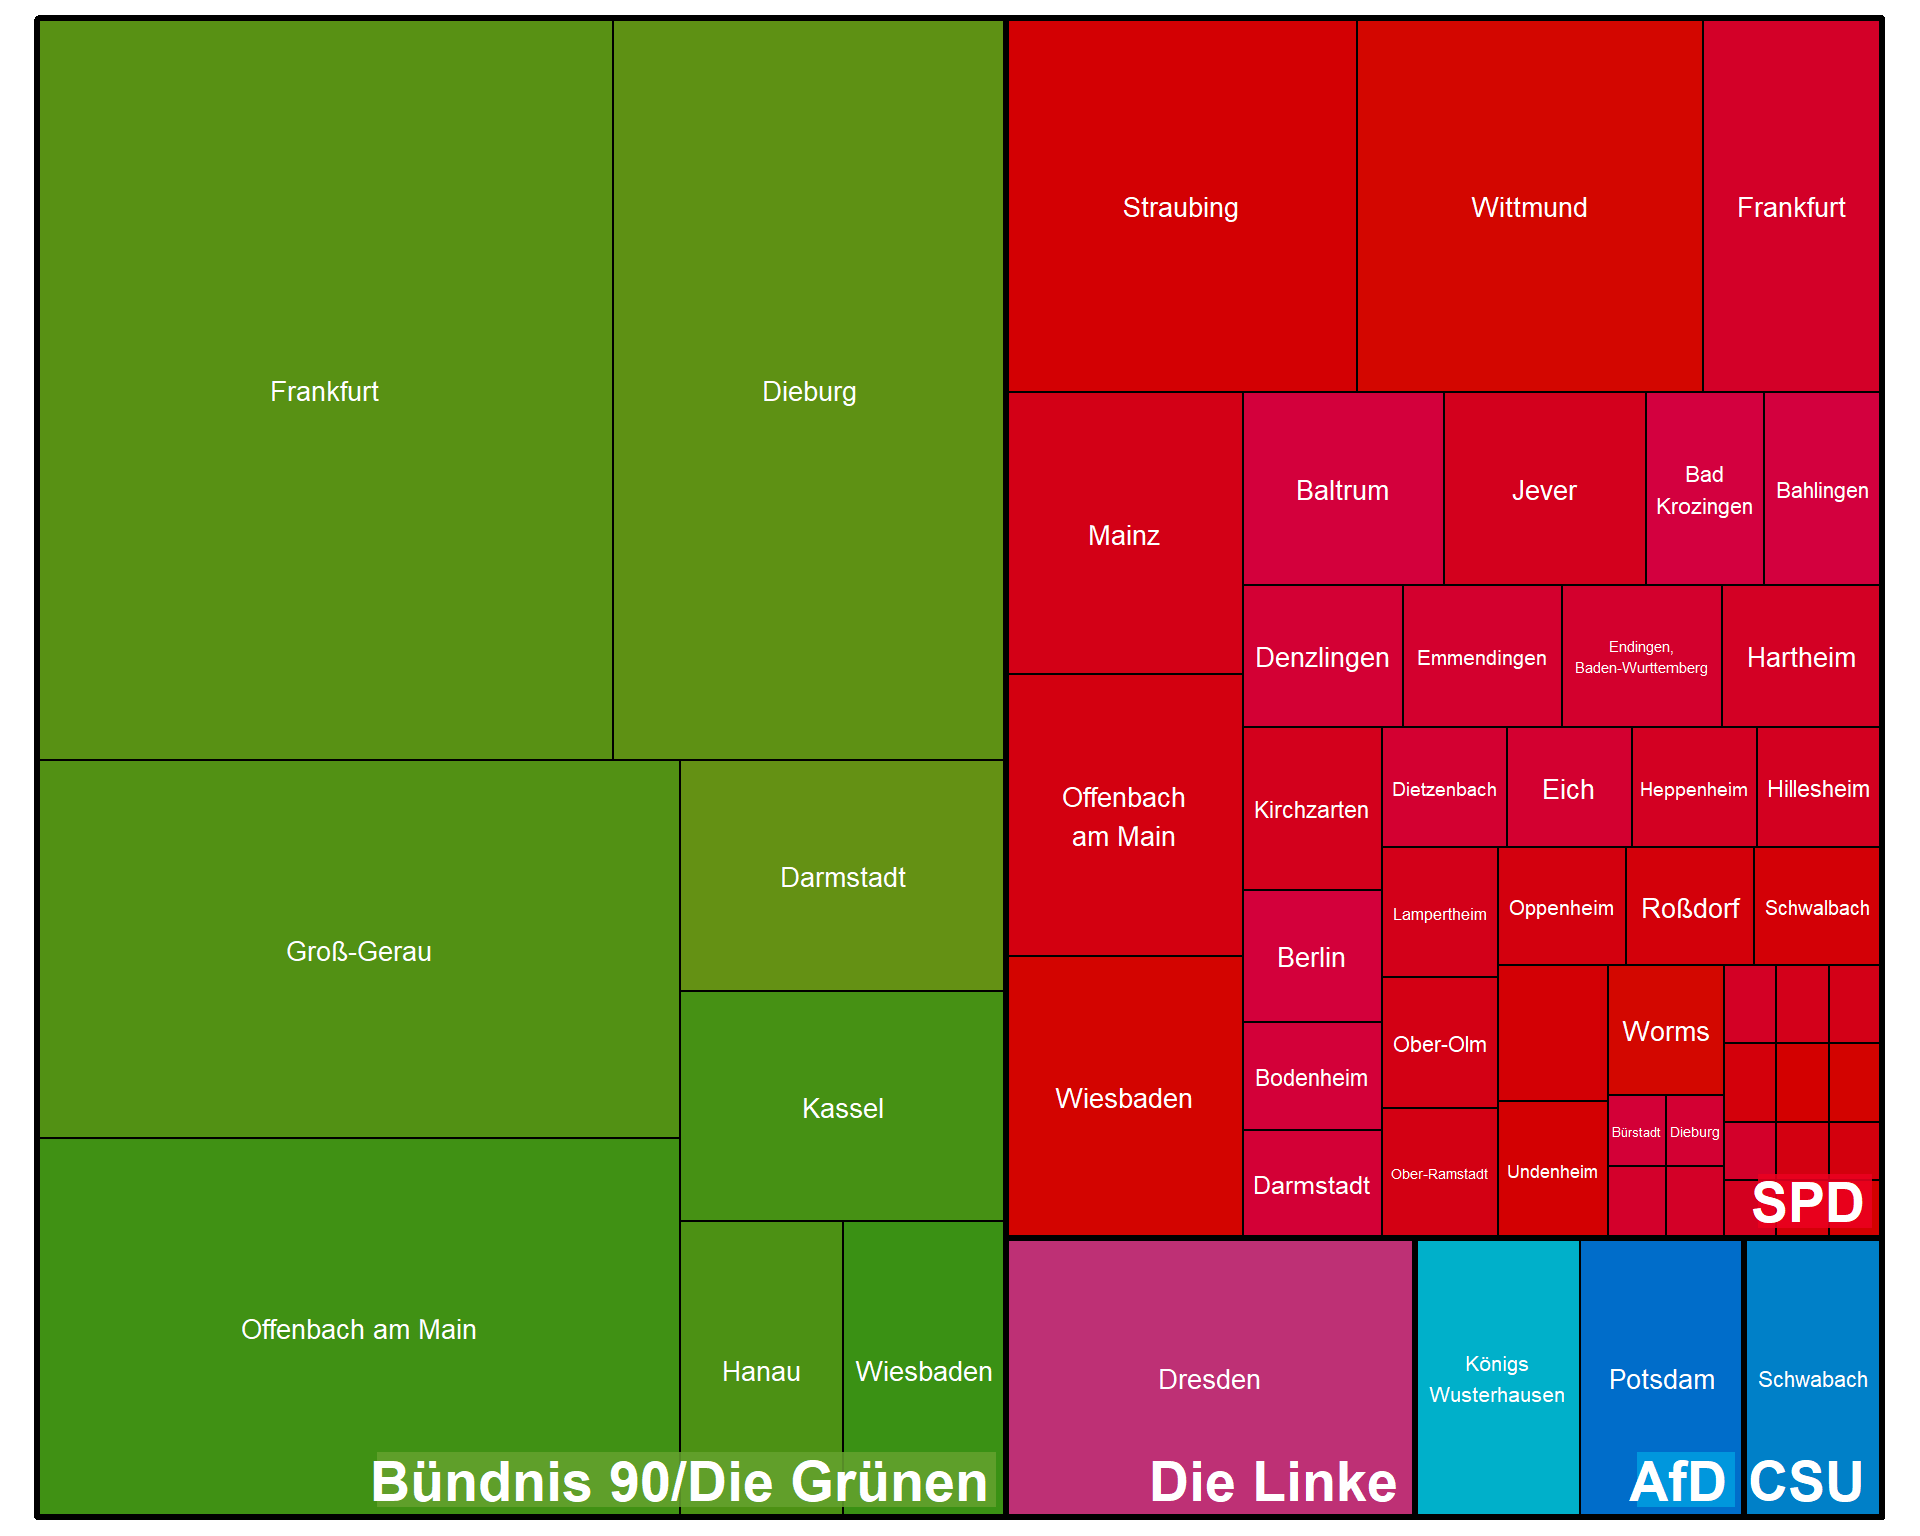 Frankfurt
Dieburg
Groß-Gerau
Darmstadt
Kassel
Offenbach am Main
Hanau
Wiesbaden
Bündnis 90/Die Grünen
Straubing
Wittmund
Frankfurt
Mainz
Baltrum
Jever
Bad
Krozingen
Bahlingen
Denzlingen
Emmendingen
Endingen,
Baden-Wurttemberg
Hartheim
Offenbach
am Main
Kirchzarten
Dietzenbach
Eich
Heppenheim
Hillesheim
Lampertheim
Oppenheim
Roßdorf
Schwalbach
Berlin
Ober-Olm
Worms
Wiesbaden
Bodenheim
Bürstadt
Dieburg
Darmstadt
Ober-Ramstadt
Undenheim
SPD
Dresden
Die Linke
Königs
Wusterhausen
Potsdam
AfD
Schwabach
CSU